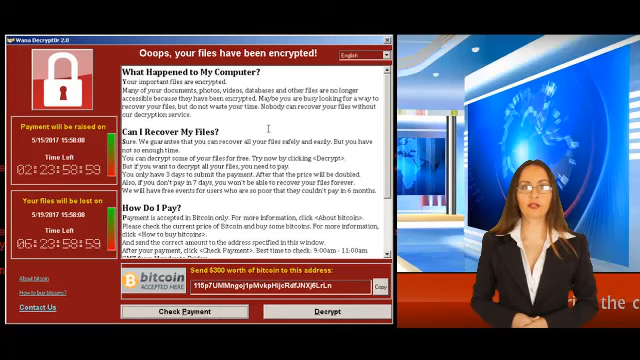 Wana Decrypt0r 2.0
Ooops, your files have been encrypted!
English
What Happened to My Computer?
Your important files are encrypted.
Many of your documents, photos, videos, databases and other files are no longer
accessible because they have been encrypted. Maybe you are busy looking for a way to
recover your files, but do not waste your time. Nobody can recover your files without
our decryption service.
Can I Recover My Files?
Sure. We guarantee that you can recover all your files safely and easily. But you have
not so enough time.
You can decrypt some of your files for free. Try now by clicking <Decrypt>.
But if you want to decrypt all your files, you need to pay.
You only have 3 days to submit the payment. After that the price will be doubled.
Also, if you don't pay in 7 days, you won't be able to recover your files forever.
We will have free events for users who are so poor that they couldn't pay in 6 months.
How Do I Pay?
Payment is accepted in Bitcoin only. For more information, click <About bitcoin>.
Please check the current price of Bitcoin and buy some bitcoins. For more information,
click <How to buy bitcoins>.
And send the correct amount to the address specified in this window.
After your payment, click <Check Payment>. Best time to check: 9:00am - 11:00am
Payment will be raised on
5/15/2017 15:58:08
Time Left
02:23:58:59
Your files will be lost on
5/19/2017 15:58:08
Time Left
06:23:58:59
About bitcoin
How to buy bitcoins?
Contact Us
bitcoin
ACCEPTED HERE
Send $300 worth of bitcoin to this address:
Copy
Check Payment
Decrypt
the c